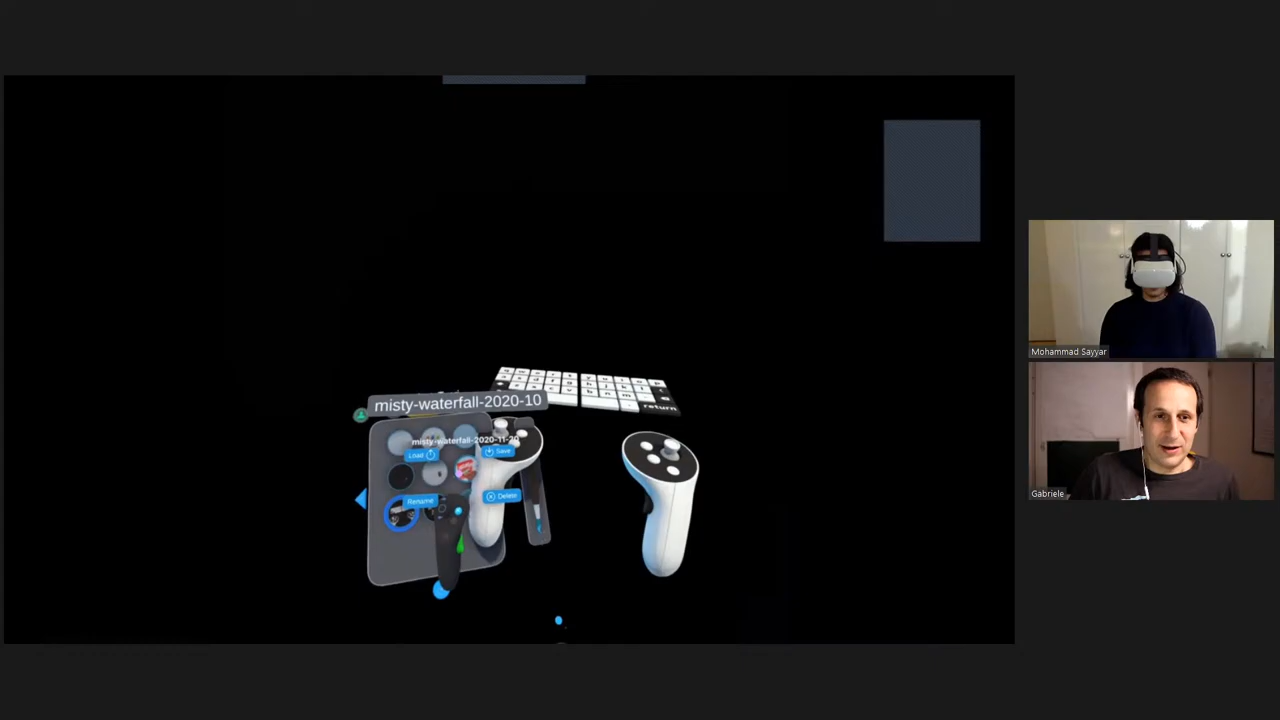 misty-waterfall-2020-10
misty-waterfall-2020-11-20
Load
Save
Rename
Delete
return
Mohammad Sayyar
Gabriele